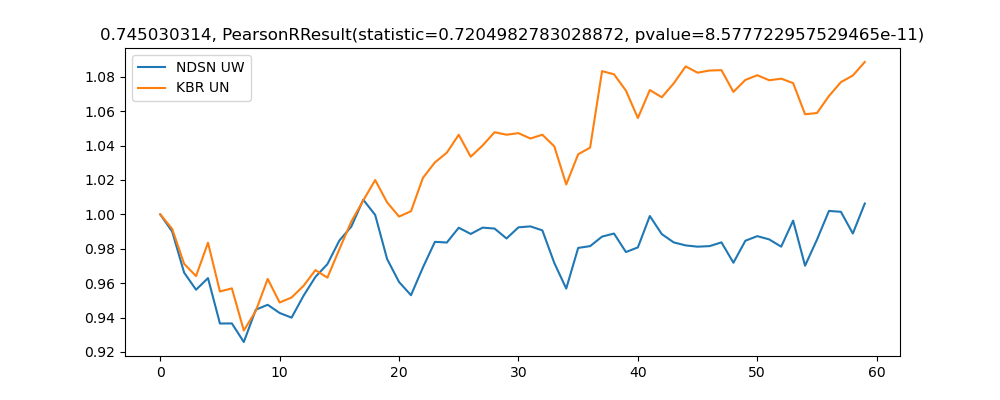 0.745030314, PearsonRResult(statistic=0.7204982783028872, pvalue=8.577722957529465e-11)
NDSN UW
KBR UN
1.08
1.06
1.04
1.02
1.00
0.98
0.96
0.94
0.92
0 10 20 30 40 50 60